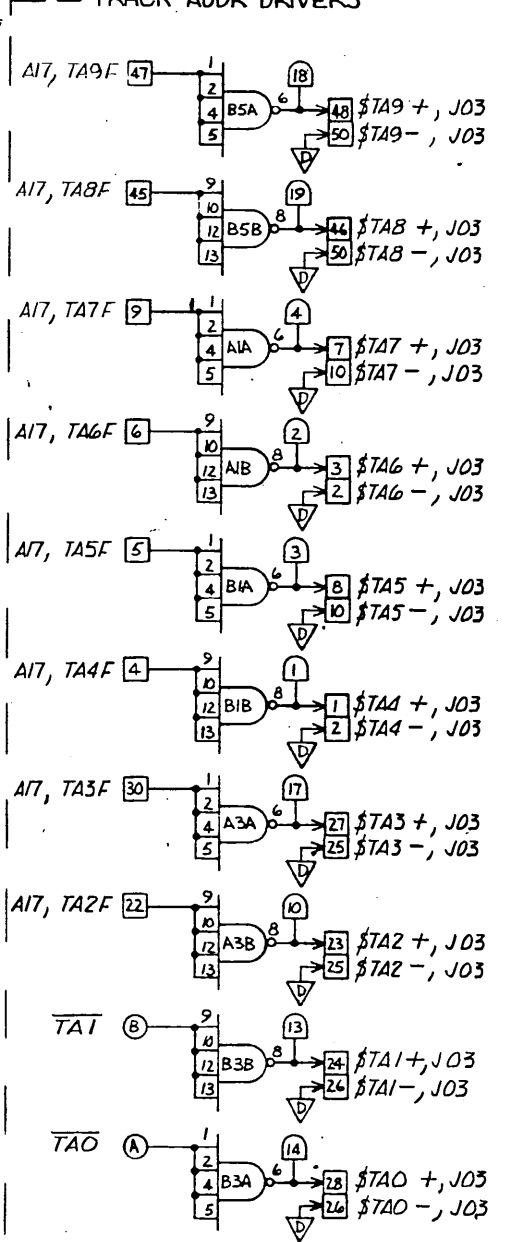 TRACK ADDR DRIVERS
A17, TA9F 47 1 2 4 5 B5A 6 18
48 $TA9 +, J03
50 $TA9 -, J03
D
A17, TA8F 45 9 10 12 13 B5B 8 19
46 $TA8 +, J03
50 $TA8 -, J03
D
A17, TA7F 9 1 2 4 5 A1A 6 4
7 $TA7 +, J03
10 $TA7 -, J03
D
A17, TA6F 6 9 10 12 13 A1B 8 2
3 $TA6 +, J03
2 $TA6 -, J03
D
A17, TA5F 5 1 2 4 5 B1A 6 3
8 $TA5 +, J03
10 $TA5 -, J03
D
A17, TA4F 4 9 10 12 13 B1B 8 1
1 $TA4 +, J03
2 $TA4 -, J03
D
A17, TA3F 30 1 2 4 5 A3A 6 17
27 $TA3 +, J03
25 $TA3 -, J03
D
A17, TA2F 22 9 10 12 13 A3B 8 10
23 $TA2 +, J03
25 $TA2 -, J03
D
TA1 B 9 10 12 13 B3B 8 13
24 $TA1+, J03
26 $TA1-, J03
D
TA0 A 1 2 4 5 B3A 6 14
28 $TA0 +, J03
26 $TA0 -, J03
D